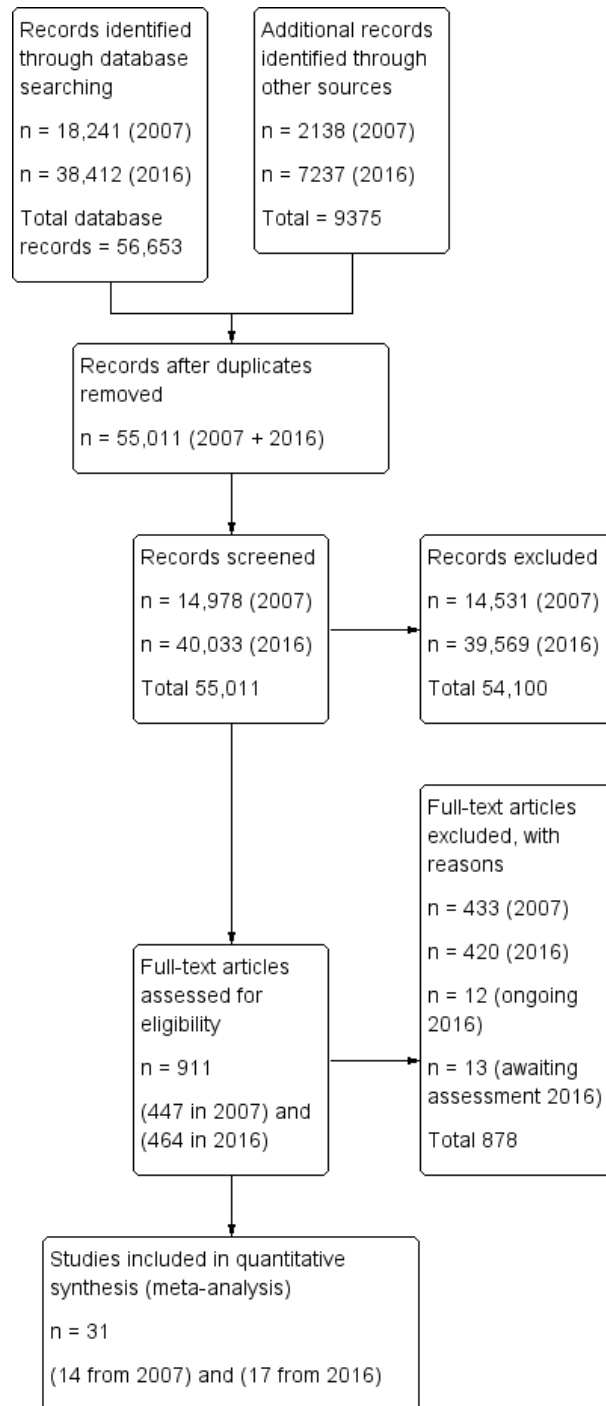 Records identified
through database
searching
n = 18,241 (2007)
n = 38,412 (2016)
Total database
records = 56,653
Additional records
identified through
other sources
n = 2138 (2007)
n = 7237 (2016)
Total = 9375
Records after duplicates
removed
n = 55,011 (2007 + 2016)
Records screened
n = 14,978 (2007)
n = 40,033 (2016)
Total 55,011
Records excluded
n = 14,531 (2007)
n = 39,569 (2016)
Total 54,100
Full-text articles
assessed for
eligibility
n = 911
(447 in 2007) and
(464 in 2016)
Full-text articles
excluded, with
reasons
n = 433 (2007)
n = 420 (2016)
n = 12 (ongoing
2016)
n = 13 (awaiting
assessment 2016)
Total 878
Studies included in quantitative
synthesis (meta-analysis)
n = 31
(14 from 2007) and (17 from 2016)